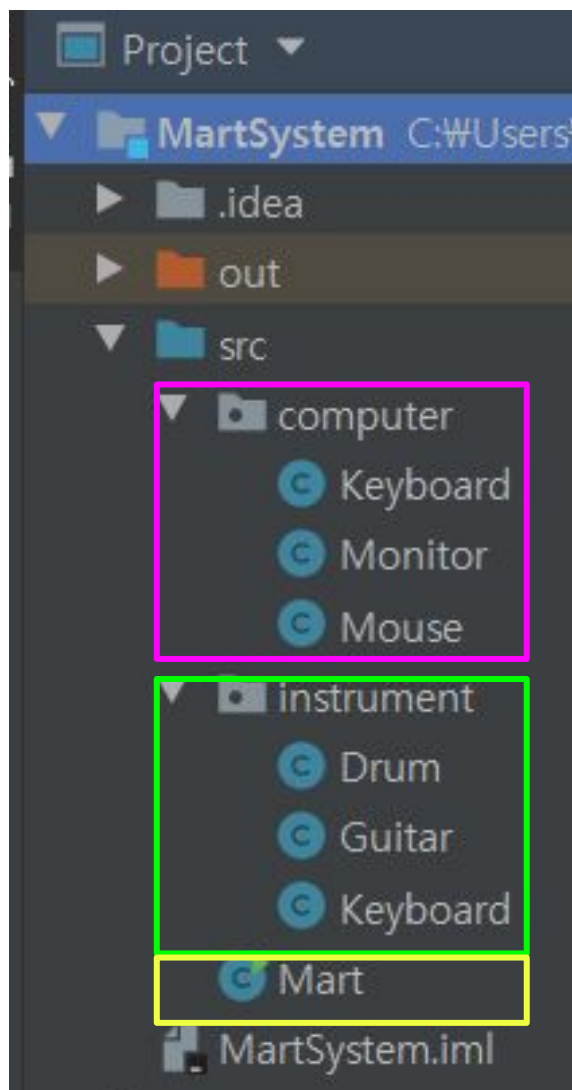 Project
MartSystem C:₩Users
.idea
out
src
computer
Keyboard
Monitor
Mouse
instrument
Drum
Guitar
Keyboard
Mart
MartSystem.iml